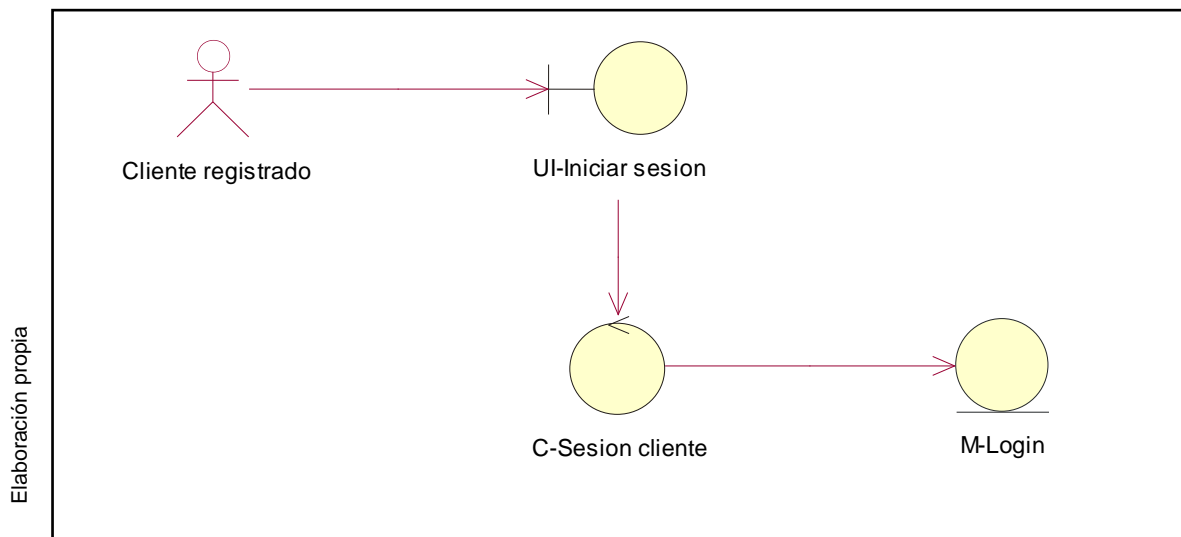 Cliente registrado
UI-Iniciar sesion
C-Sesion cliente
M-Login
Elaboración propia